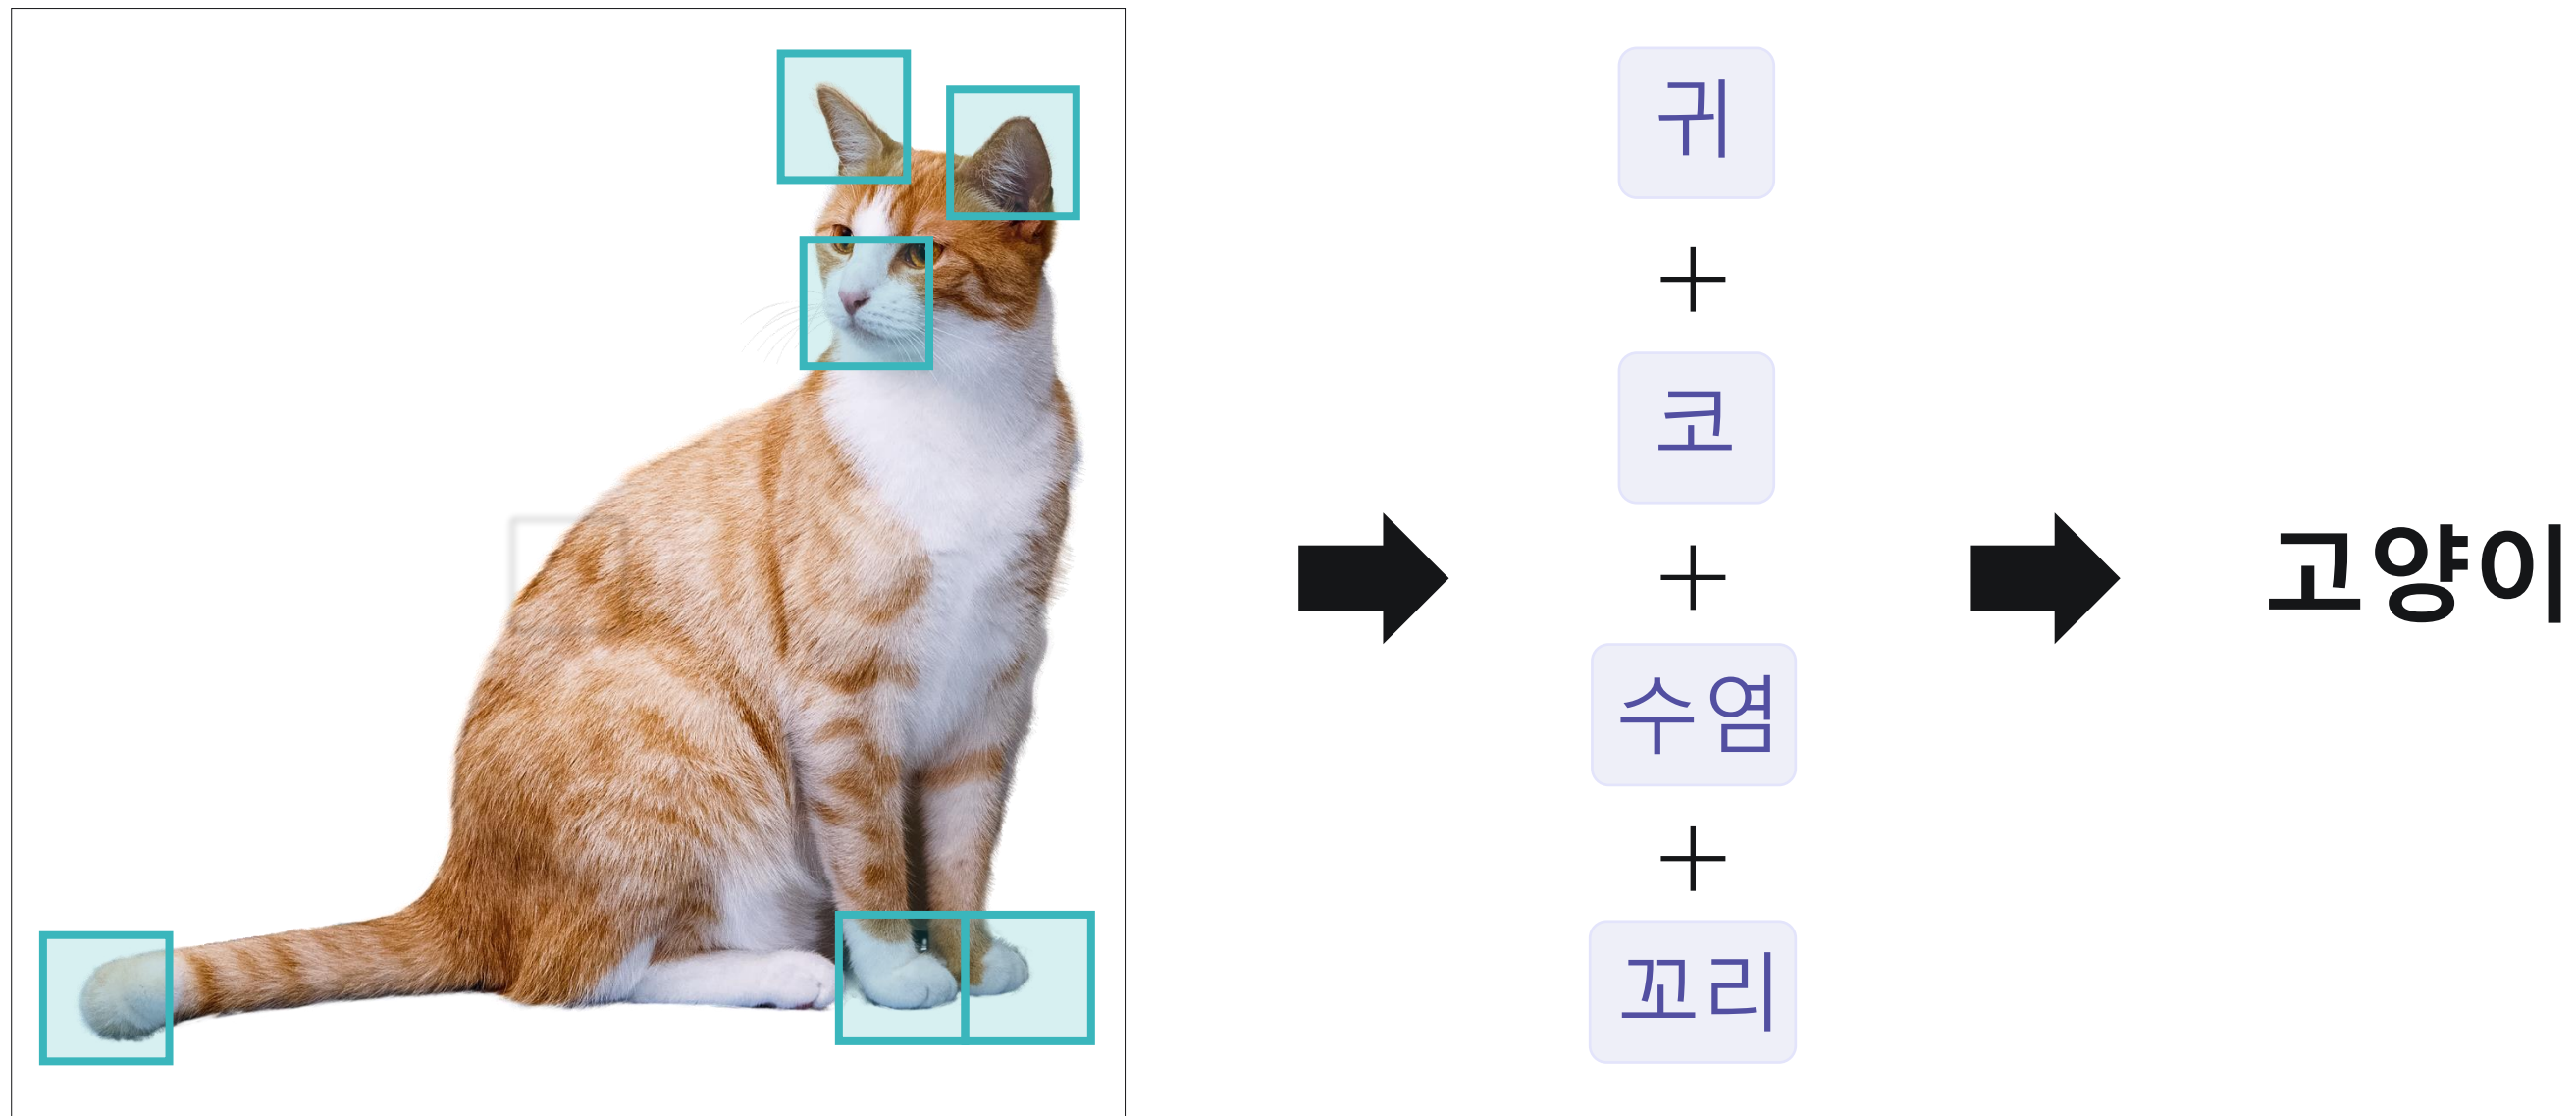 귀
+
코
+
수염
+
꼬리
고양이